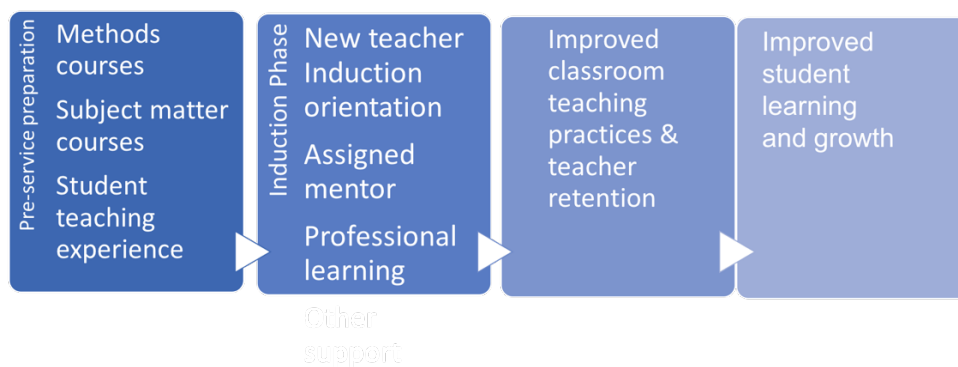 Pre-service preparation
Methods
courses
Subject matter
courses
Student
teaching
experience
Induction Phase
New teacher
Induction
orientation
Assigned
mentor
Professional
learning
Other
support
Improved
classroom
teaching
practices &
teacher
retention
Improved
student
learning
and growth